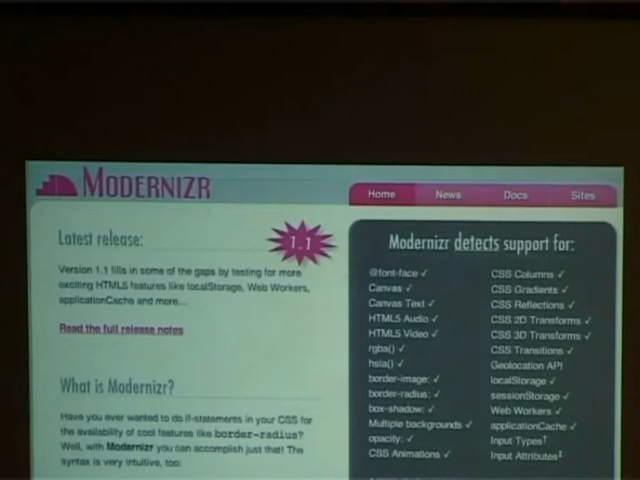 MODERNIZR
Home News Docs Sites
Latest release:
1.1
Version 1.1 fills in some of the gaps by testing for more
exciting HTML5 features like localStorage, Web Workers,
applicationCache and more...
Read the full release notes
What is Modernizr?
Have you ever wanted to do if-statements in your CSS for
the availability of cool features like border-radius?
Well, with Modernizr you can accomplish just that! The
syntax is very intuitive, too:
Modernizr detects support for:
@font-face ✓
Canvas ✓
Canvas Text ✓
HTML5 Audio ✓
HTML5 Video ✓
rgba() ✓
hsla() ✓
border-image: ✓
border-radius: ✓
box-shadow: ✓
Multiple backgrounds ✓
opacity: ✓
CSS Animations ✓
CSS Columns ✓
CSS Gradients ✓
CSS Reflections ✓
CSS 2D Transforms ✓
CSS 3D Transforms ✓
CSS Transitions ✓
Geolocation API
localStorage ✓
sessionStorage ✓
Web Workers ✓
applicationCache ✓
Input Types†
Input Attributes‡